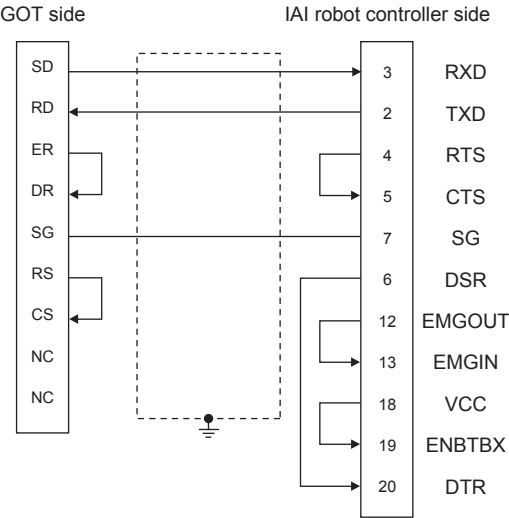 GOT side IAI robot controller side
SD 3 RXD
RD 2 TXD
ER 4 RTS
DR 5 CTS
SG 7 SG
RS 6 DSR
CS 12 EMGOUT
NC 13 EMGIN
NC 18 VCC
19 ENBTBX
20 DTR